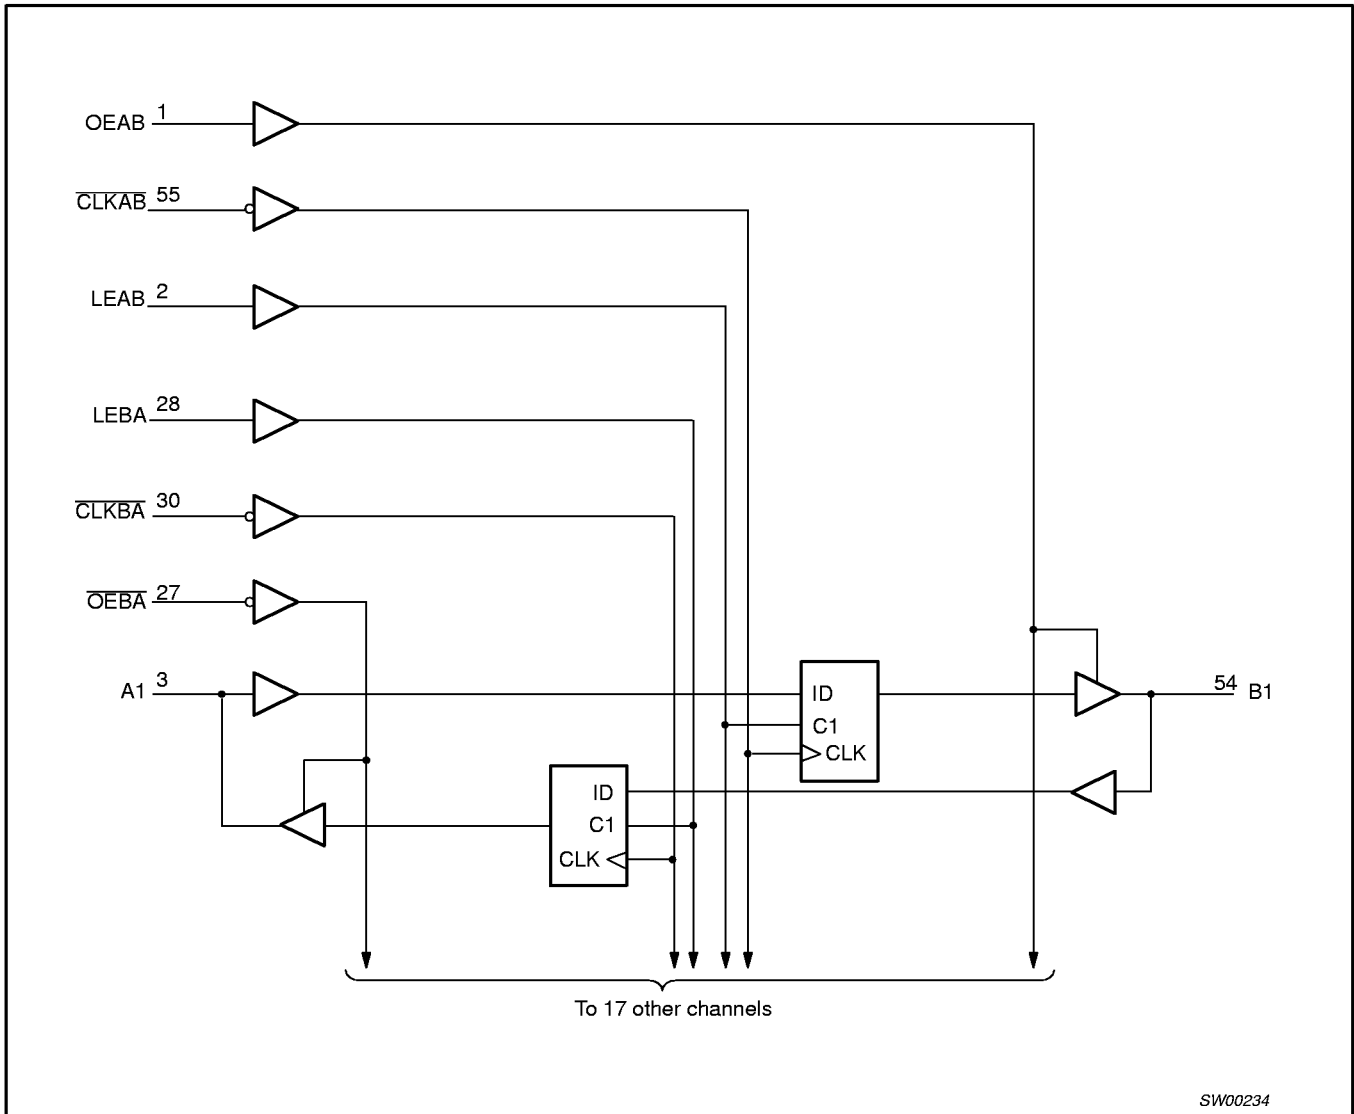 OEAB 1
CLKAB 55
LEAB 2
LEBA 28
CLKBA 30
OEBA 27
A1 3
ID
C1
CLK
54 B1
ID
C1
CLK
To 17 other channels
SW00234